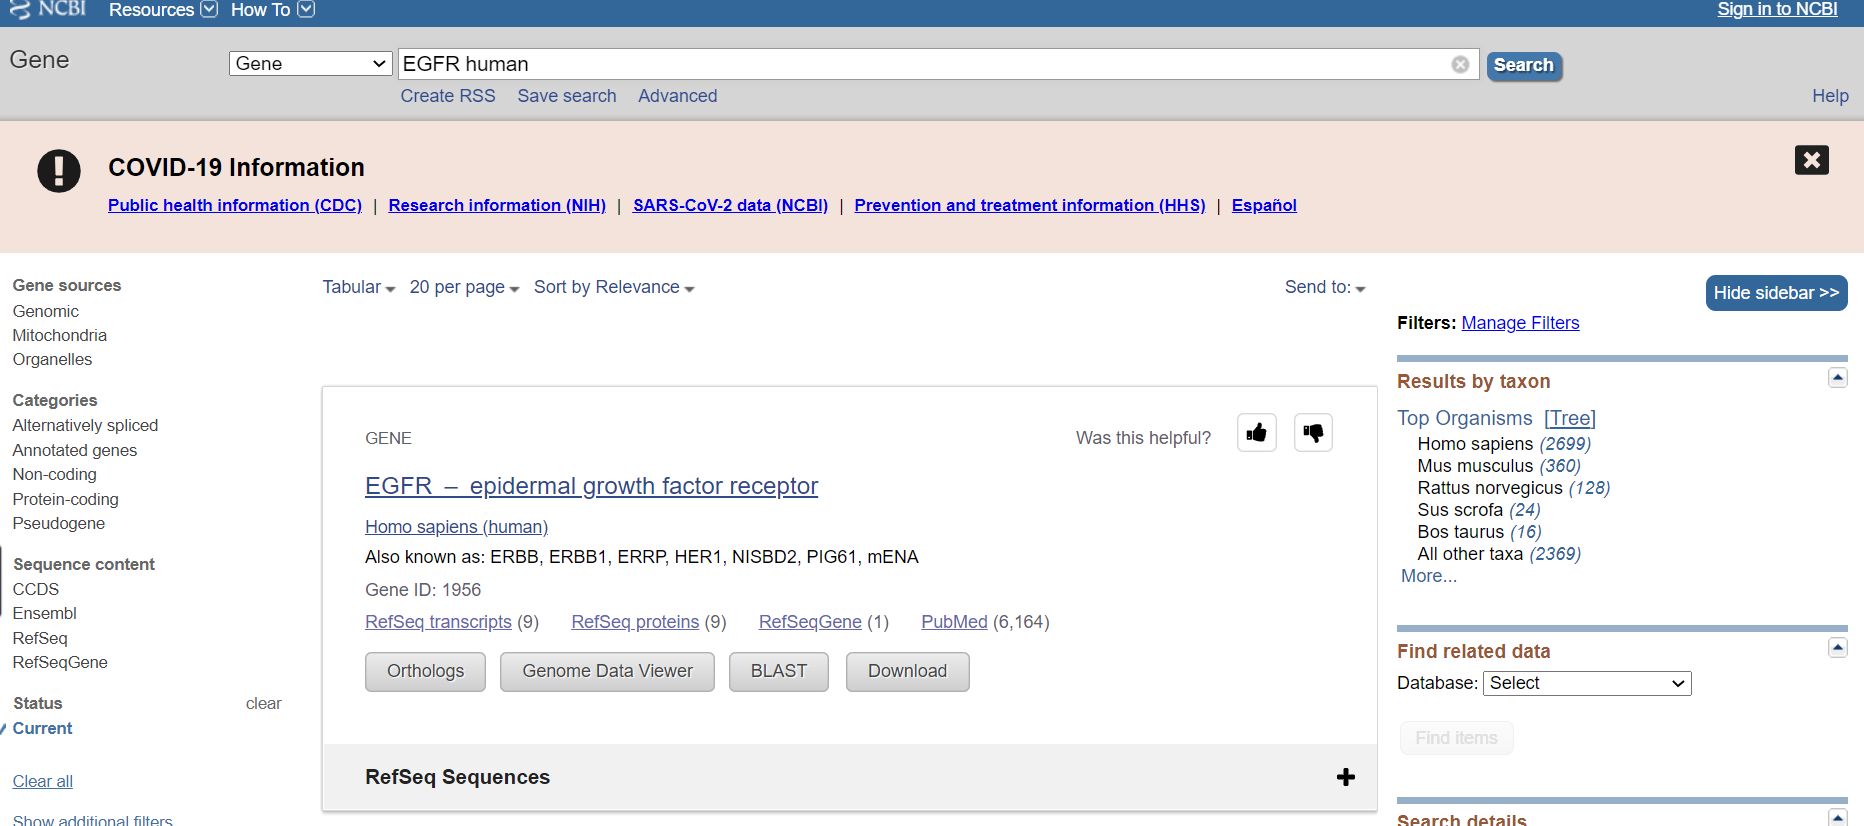 NCBI Resources How To Sign in to NCBI
Gene Gene EGFR human Search
Create RSS Save search Advanced Help
COVID-19 Information
Public health information (CDC) | Research information (NIH) | SARS-CoV-2 data (NCBI) | Prevention and treatment information (HHS) | Español
Gene sources
Genomic
Mitochondria
Organelles
Categories
Alternatively spliced
Annotated genes
Non-coding
Protein-coding
Pseudogene
Sequence content
CCDS
Ensembl
RefSeq
RefSeqGene
Status clear
Current
Clear all
Show additional filters
Tabular 20 per page Sort by Relevance Send to:
GENE Was this helpful?
EGFR – epidermal growth factor receptor
Homo sapiens (human)
Also known as: ERBB, ERBB1, ERRP, HER1, NISBD2, PIG61, mENA
Gene ID: 1956
RefSeq transcripts (9) RefSeq proteins (9) RefSeqGene (1) PubMed (6,164)
Orthologs Genome Data Viewer BLAST Download
RefSeq Sequences
Hide sidebar >>
Filters: Manage Filters
Results by taxon
Top Organisms [Tree]
Homo sapiens (2699)
Mus musculus (360)
Rattus norvegicus (128)
Sus scrofa (24)
Bos taurus (16)
All other taxa (2369)
More...
Find related data
Database: Select
Find items
Search details